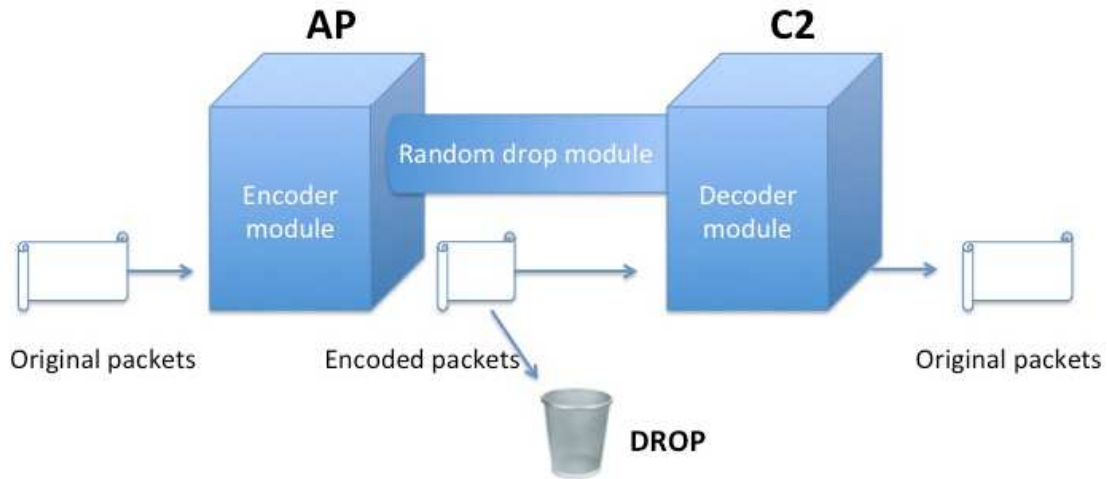 AP
C2
Random drop module
Encoder
module
Decoder
module
Original packets
Encoded packets
Original packets
DROP